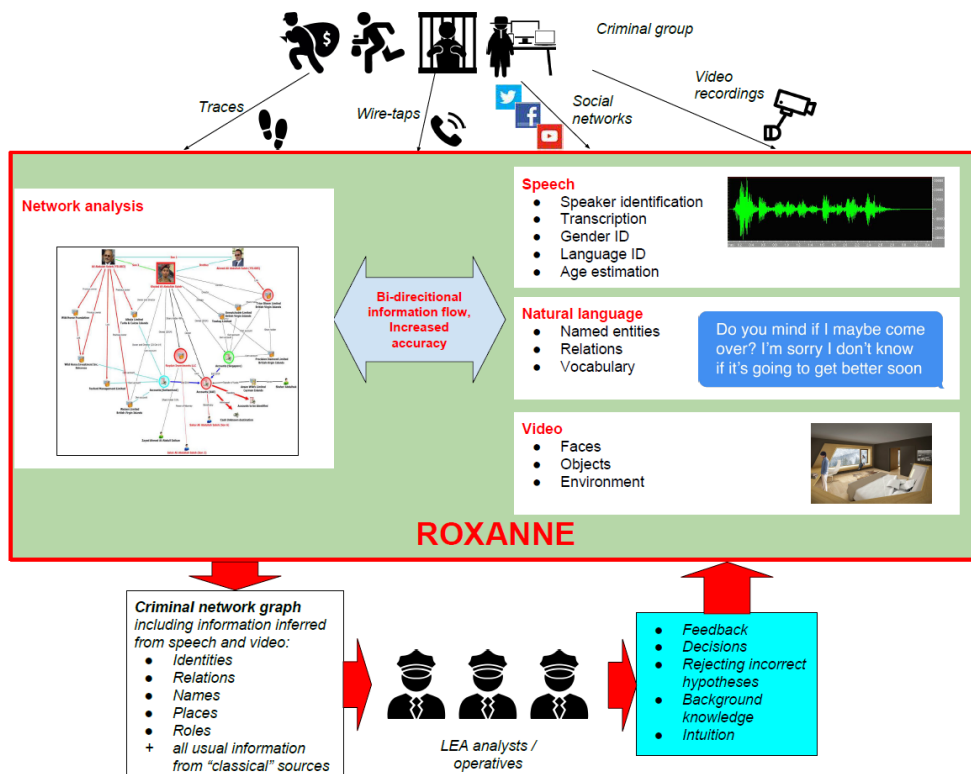 Criminal group
Traces
Wire-taps
Social
networks
Video
recordings
Network analysis
Bi-direcitional
information flow,
Increased
accuracy
Speech
● Speaker identification
● Transcription
● Gender ID
● Language ID
● Age estimation
Natural language
● Named entities
● Relations
● Vocabulary
Do you mind if I maybe come
over? I'm sorry I don't know
if it's going to get better soon
Video
● Faces
● Objects
● Environment
ROXANNE
Criminal network graph
including information inferred
from speech and video:
● Identities
● Relations
● Names
● Places
● Roles
+ all usual information
from “classical” sources
LEA analysts /
operatives
● Feedback
● Decisions
● Rejecting incorrect
hypotheses
● Background
knowledge
● Intuition